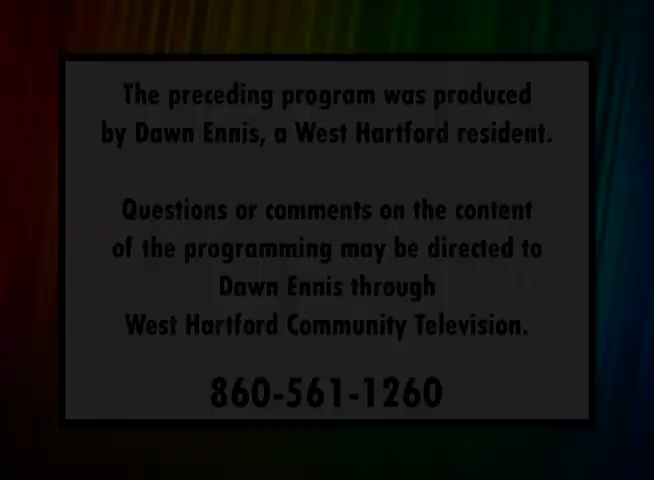 The preceding program was produced
by Dawn Ennis, a West Hartford resident.
Questions or comments on the content
of the programming may be directed to
Dawn Ennis through
West Hartford Community Television.
860-561-1260